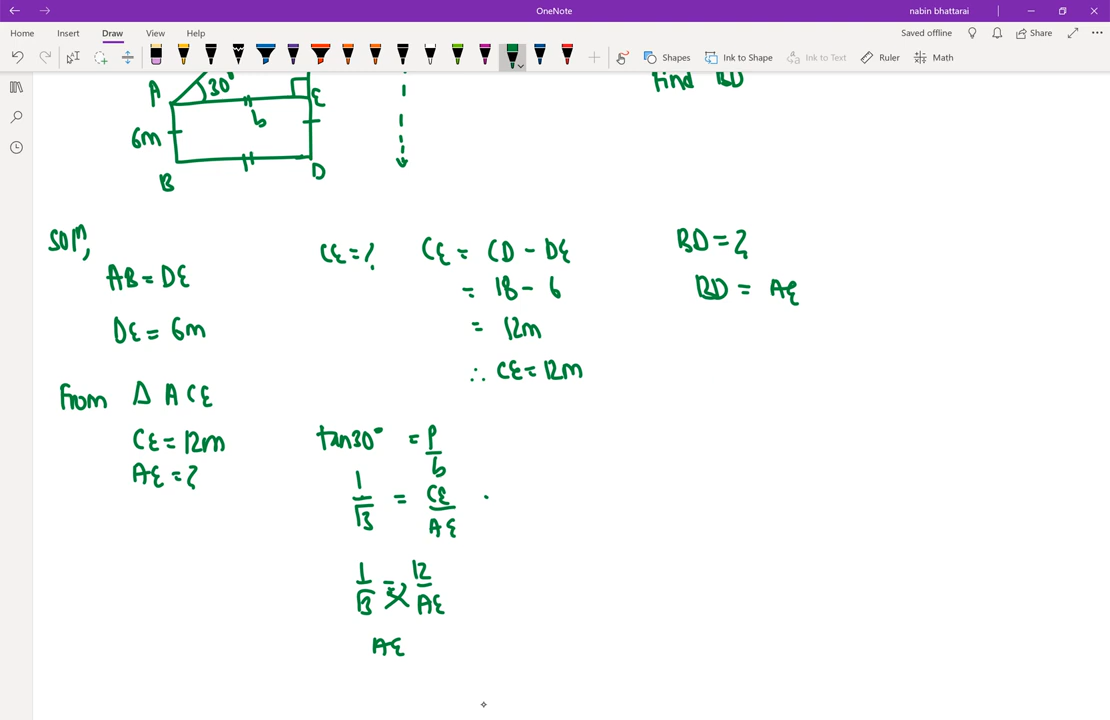 OneNote
nabin bhattarai
Home Insert Draw View Help
Saved offline
Share
Shapes
Ink to Shape
Ink to Text
Ruler
Math
A 30° E
b
6m
B D
Find BD
Solⁿ,
AB = DE
DE = 6m
CE = ?
CE = CD - DE
= 18 - 6
= 12m
∴ CE = 12m
BD = ?
BD = AE
From Δ ACE
CE = 12m
AE = ?
tan30° = P/b
1/√3 = CE/AE
1/√3 = 12/AE
AE